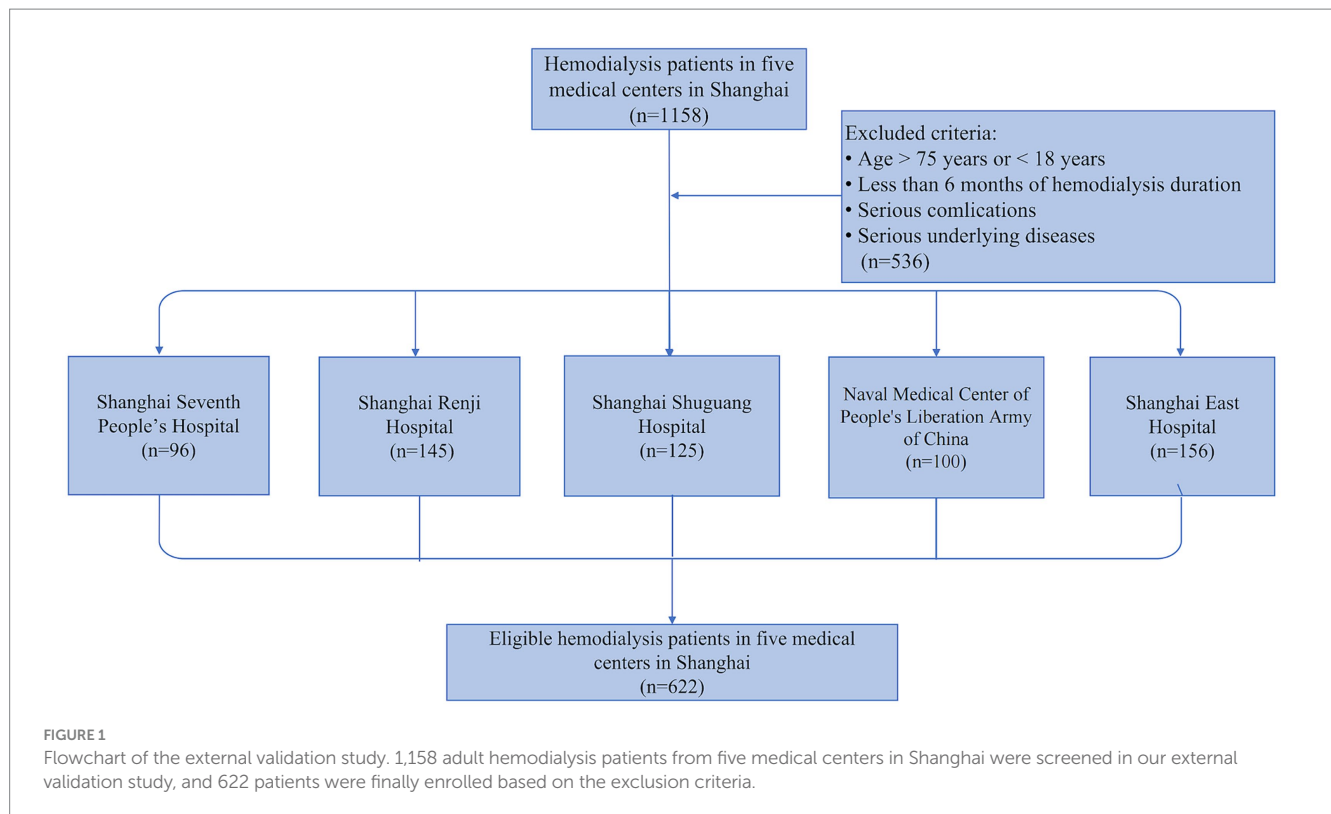 Hemodialysis patients in five
medical centers in Shanghai
(n=1158)
Excluded criteria:
• Age > 75 years or < 18 years
• Less than 6 months of hemodialysis duration
• Serious comlications
• Serious underlying diseases
(n=536)
Shanghai Seventh
People’s Hospital
(n=96)
Shanghai Renji
Hospital
(n=145)
Shanghai Shuguang
Hospital
(n=125)
Naval Medical Center of
People's Liberation Army
of China
(n=100)
Shanghai East
Hospital
(n=156)
\
Eligible hemodialysis patients in five medical
centers in Shanghai
(n=622)
FIGURE 1
Flowchart of the external validation study. 1,158 adult hemodialysis patients from five medical centers in Shanghai were screened in our external
validation study, and 622 patients were finally enrolled based on the exclusion criteria.